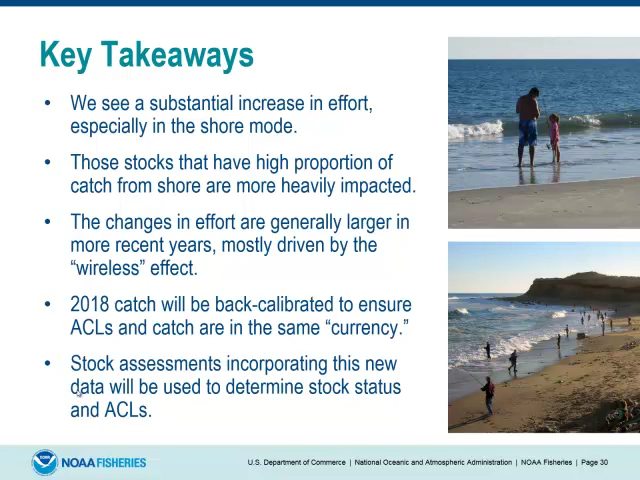 Key Takeaways
• We see a substantial increase in effort,
especially in the shore mode.
• Those stocks that have high proportion of
catch from shore are more heavily impacted.
• The changes in effort are generally larger in
more recent years, mostly driven by the
“wireless” effect.
• 2018 catch will be back-calibrated to ensure
ACLs and catch are in the same “currency.”
• Stock assessments incorporating this new
data will be used to determine stock status
and ACLs.
NOAA FISHERIES
U.S. Department of Commerce | National Oceanic and Atmospheric Administration | NOAA Fisheries | Page 30